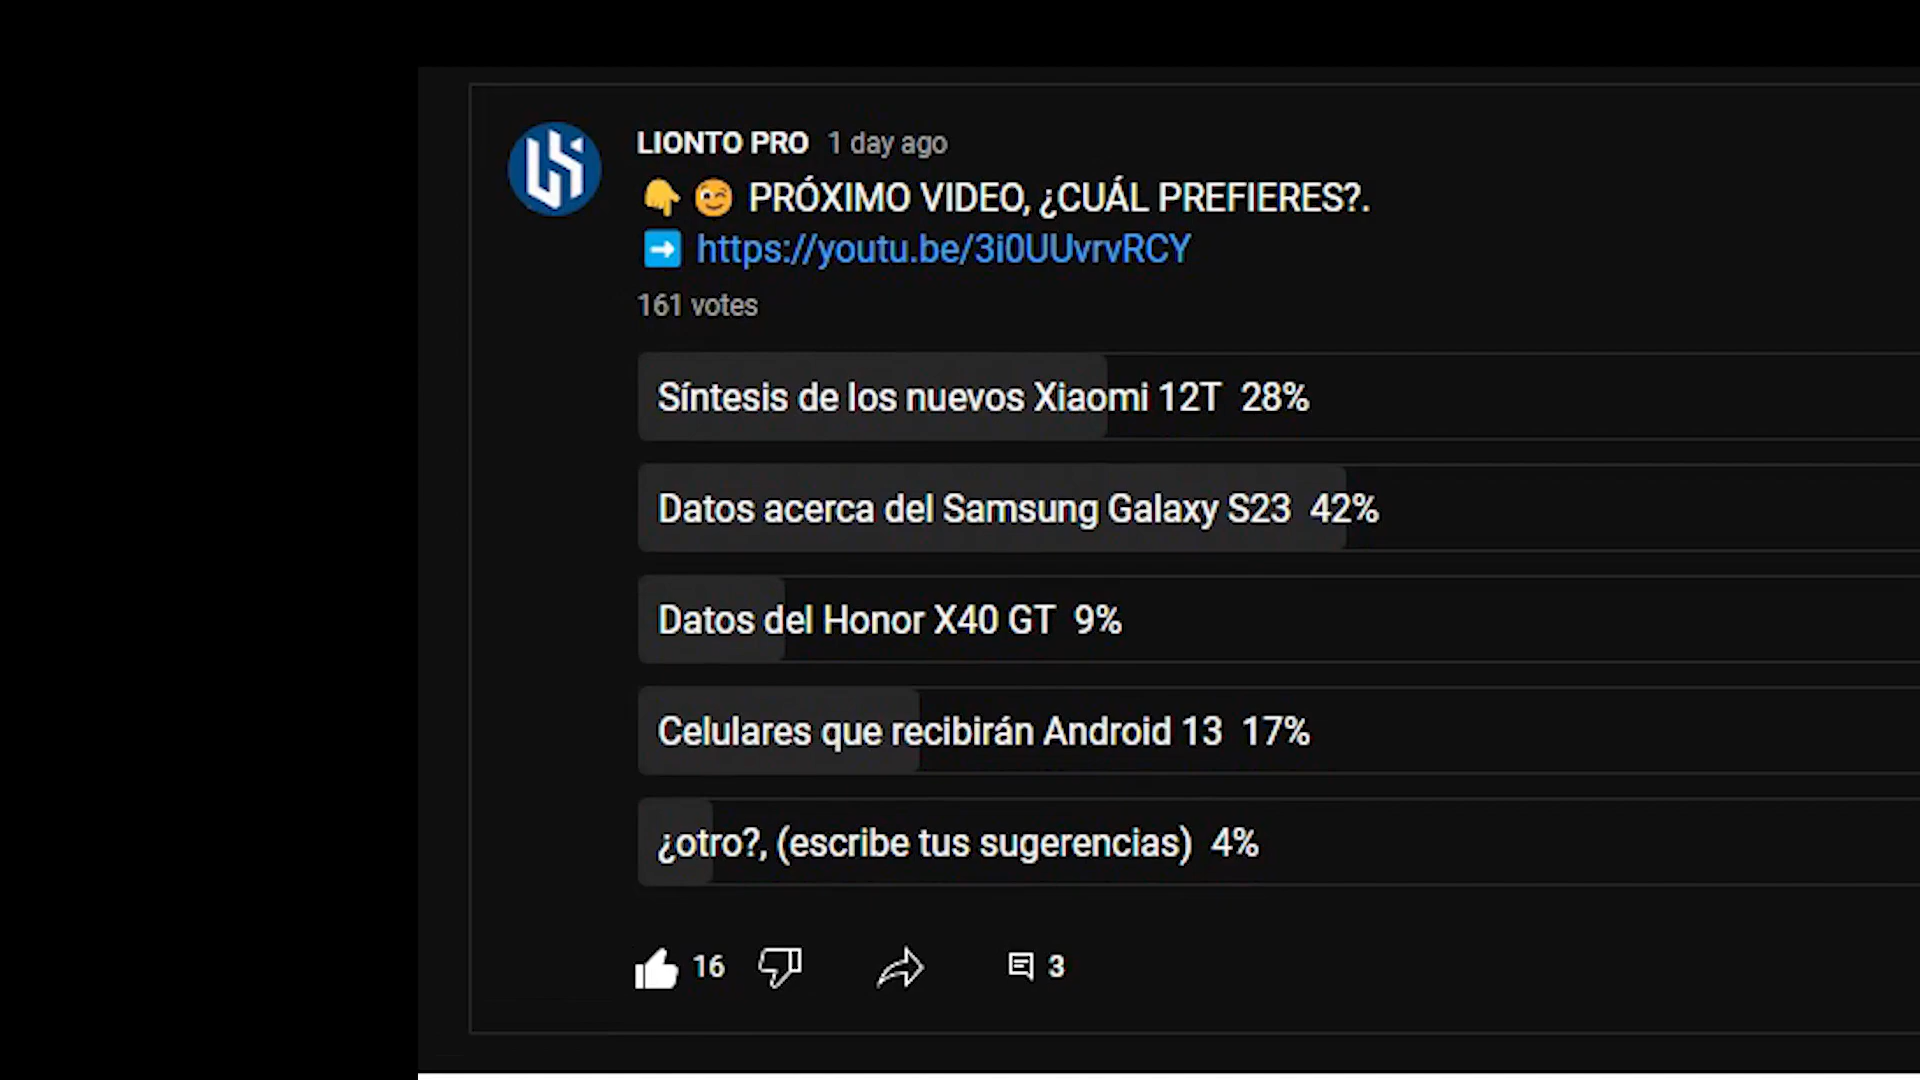 LIONTO PRO 1 day ago
👇 😉 PRÓXIMO VIDEO, ¿CUÁL PREFIERES?.
➡️ https://youtu.be/3i0UUvrvRCY
161 votes
Síntesis de los nuevos Xiaomi 12T 28%
Datos acerca del Samsung Galaxy S23 42%
Datos del Honor X40 GT 9%
Celulares que recibirán Android 13 17%
¿otro?, (escribe tus sugerencias) 4%
16 3